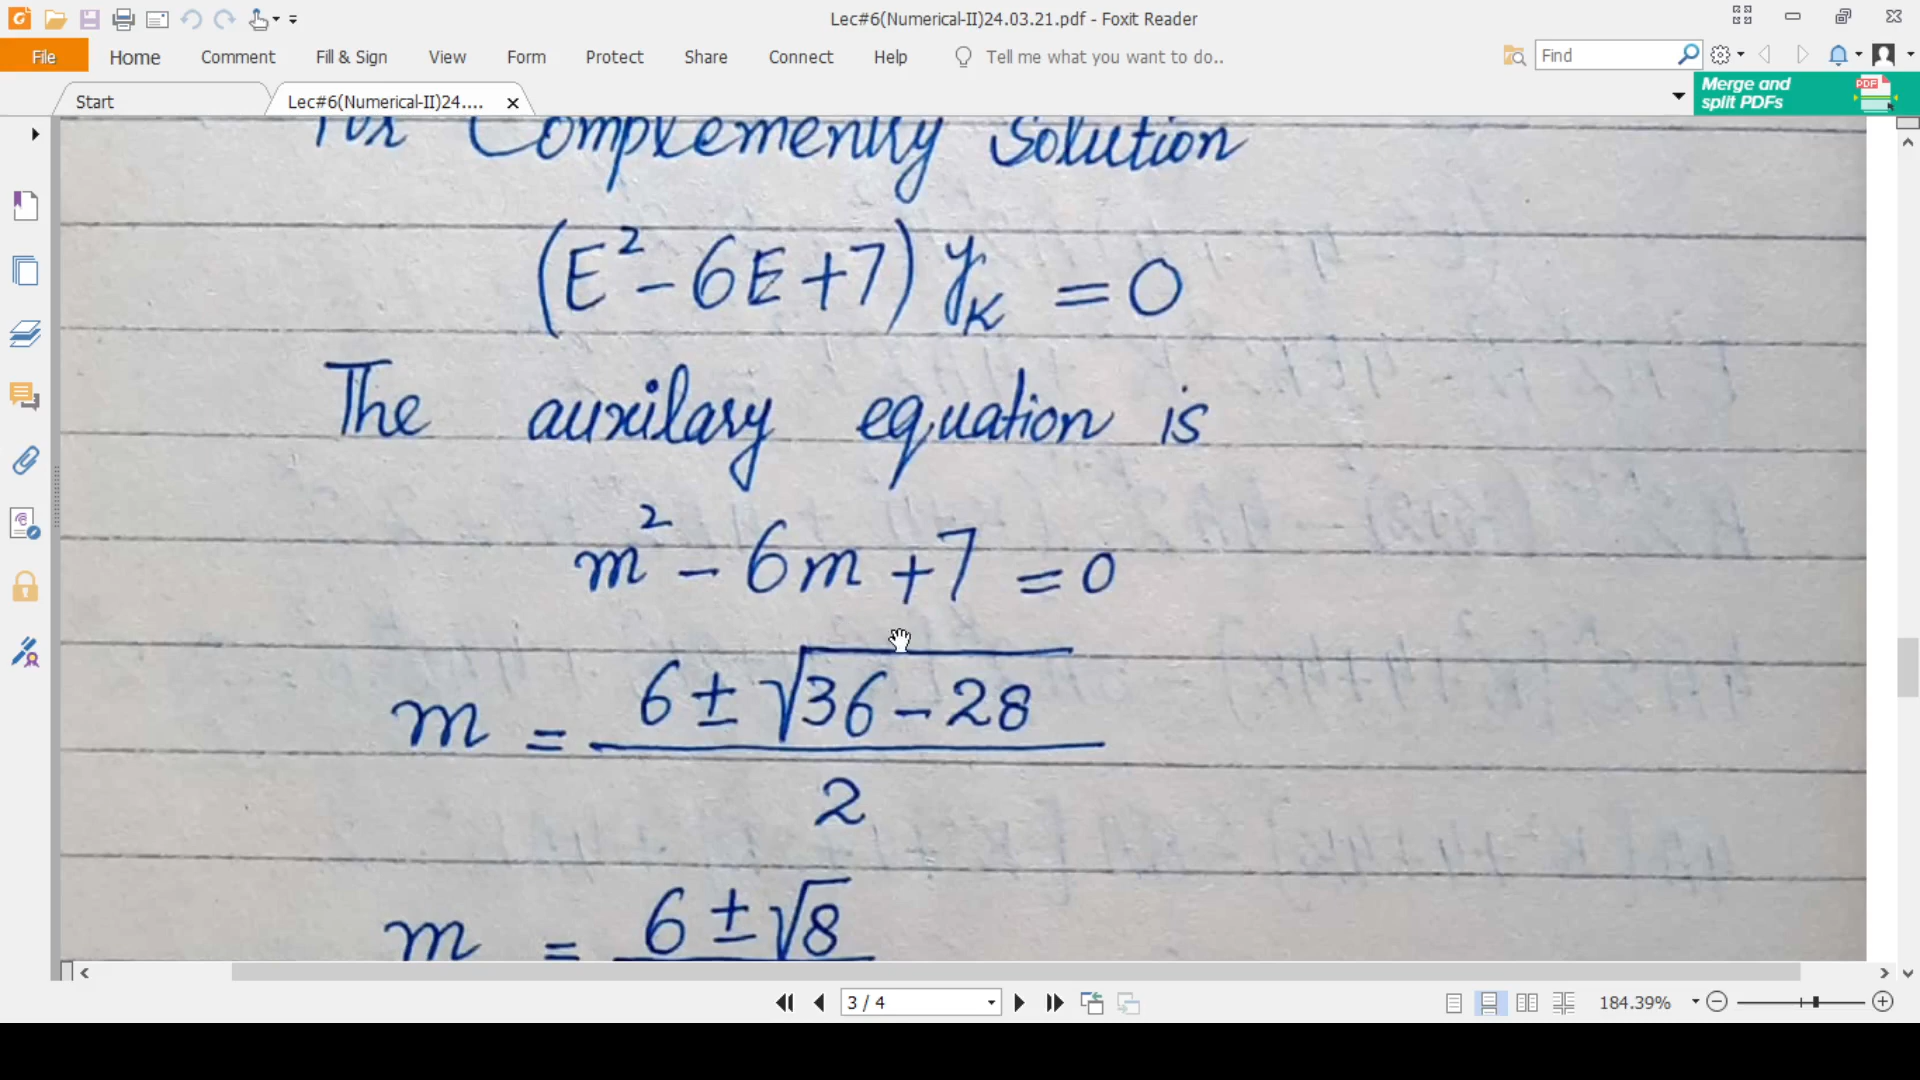 Lec#6(Numerical-II)24.03.21.pdf - Foxit Reader
File Home Comment Fill & Sign View Form Protect Share Connect Help Tell me what you want to do.. Find
Start Lec#6(Numerical-II)24.... Merge and
split PDFs
PDF
For Complementry Solution
(E² - 6E + 7) y_K = 0
The auxilary equation is
m² - 6m + 7 = 0
m = 6 ± √36 - 28
2
m = 6 ± √8
3 / 4 184.39%